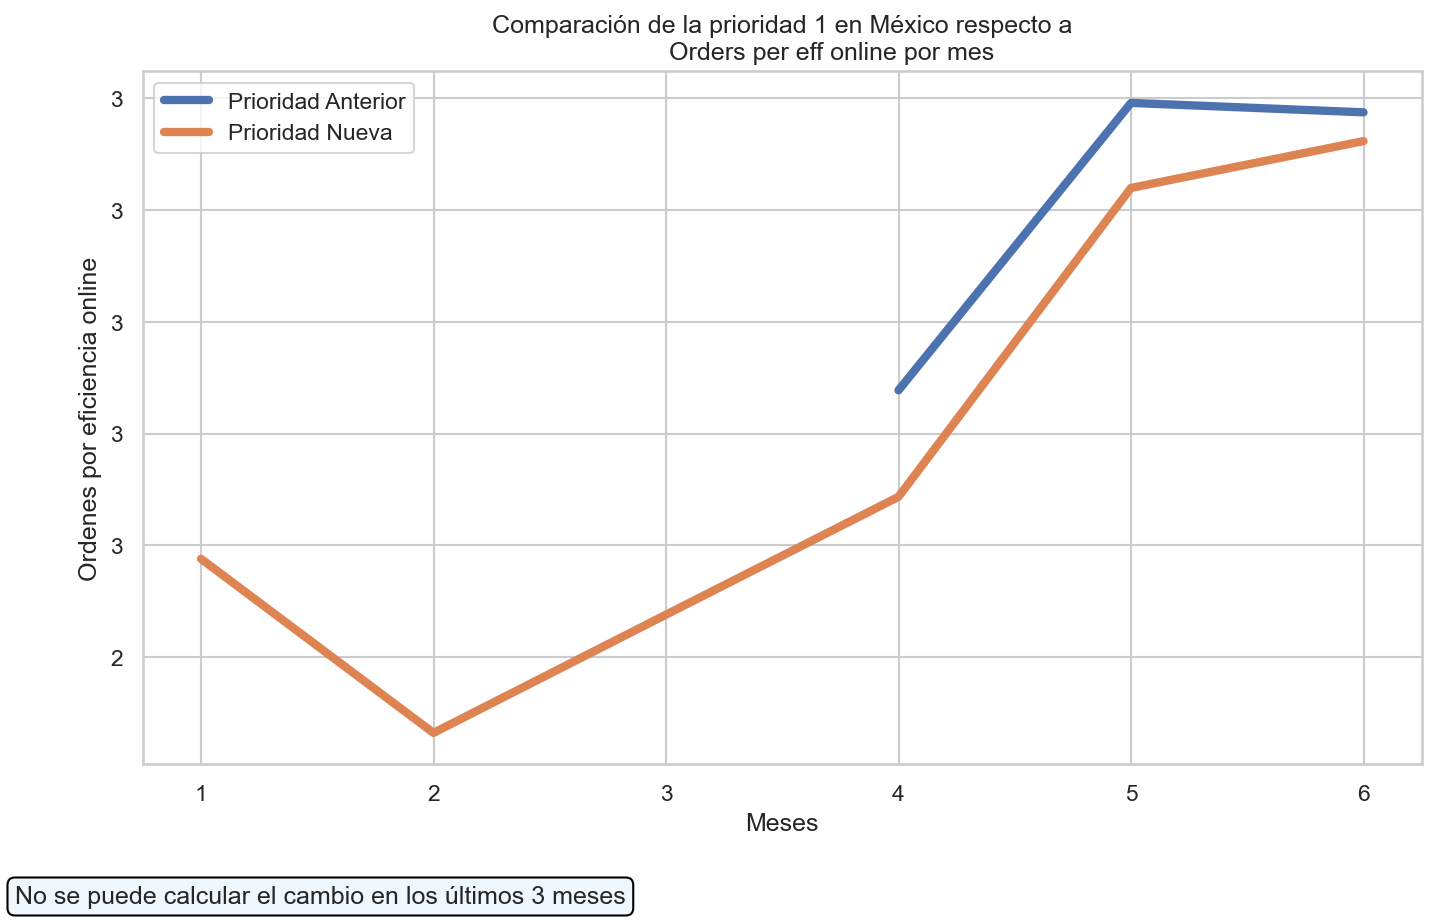 Comparación de la prioridad 1 en México respecto a
Orders per eff online por mes
Prioridad Anterior
Prioridad Nueva
Ordenes por eficiencia online
3
3
3
3
3
2
1 2 3 4 5 6
Meses
No se puede calcular el cambio en los últimos 3 meses